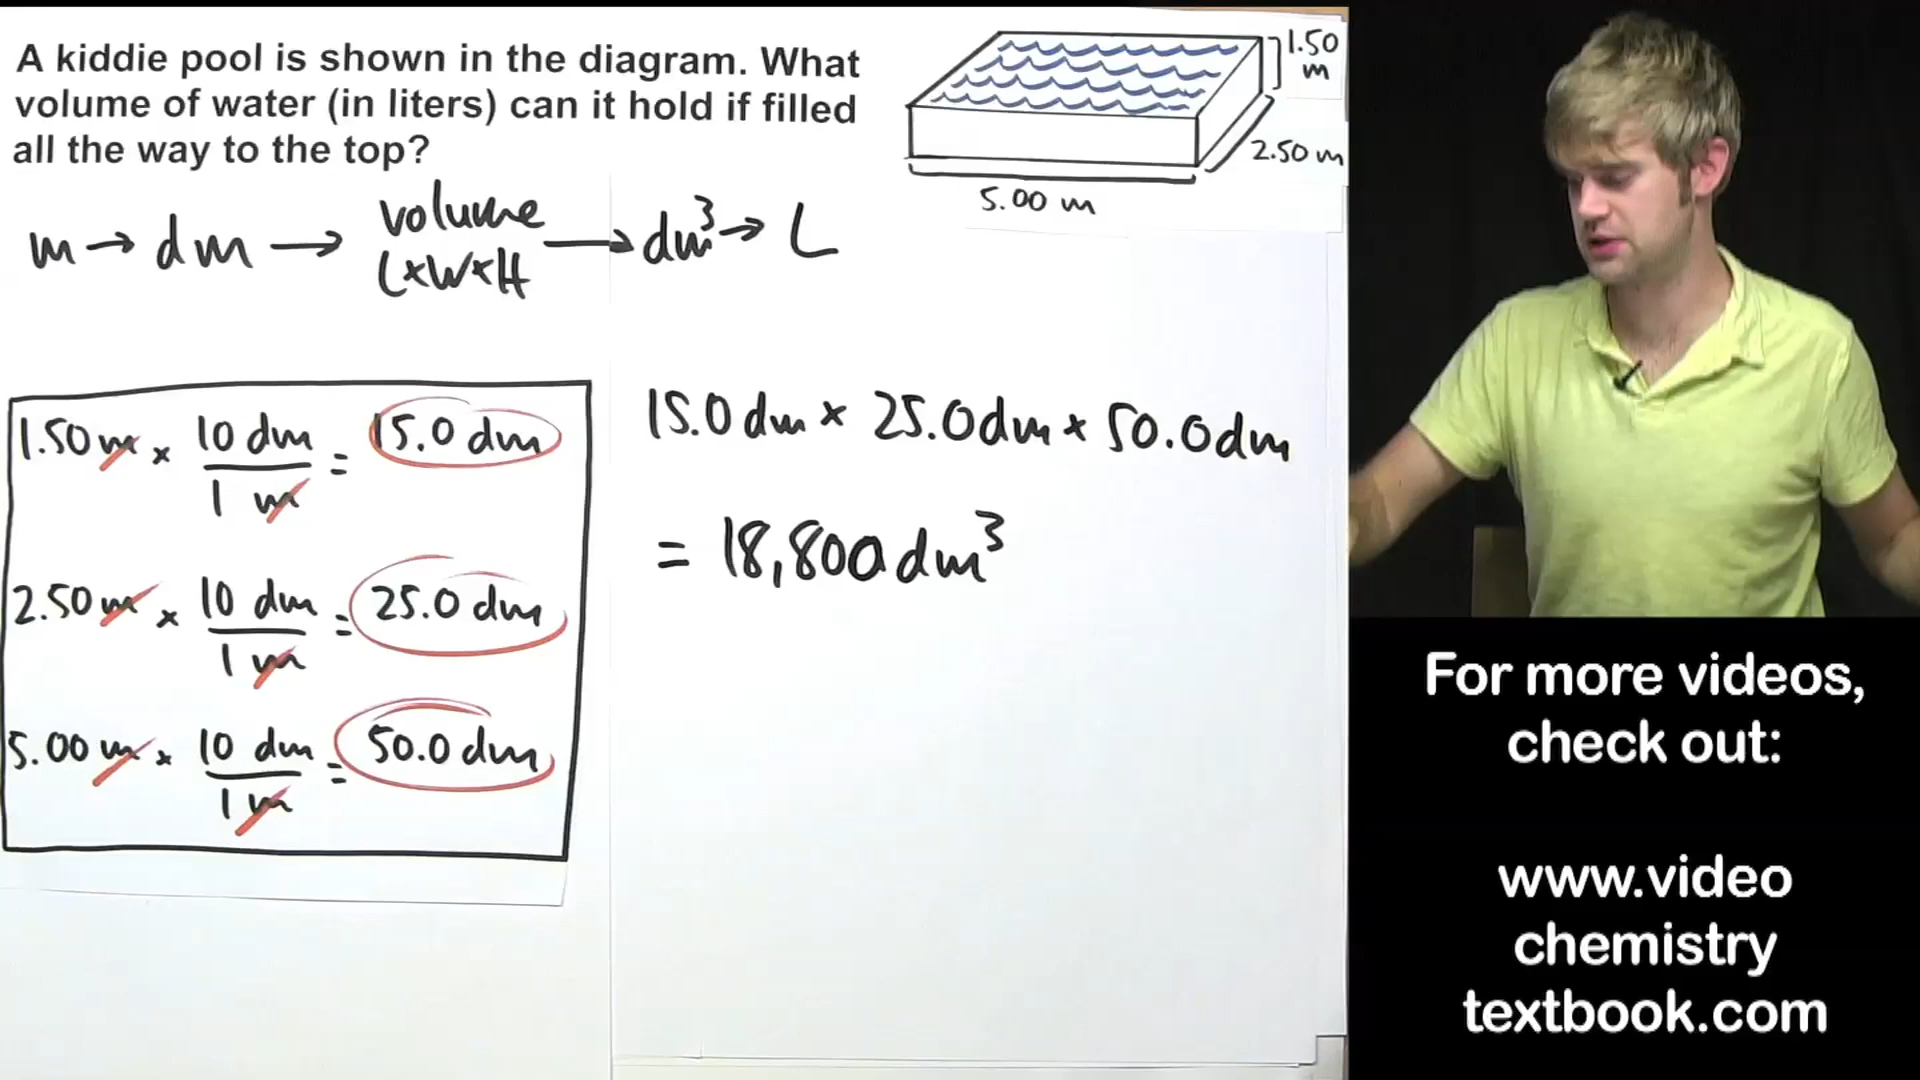 A kiddie pool is shown in the diagram. What
volume of water (in liters) can it hold if filled
all the way to the top?
1.50
m
2.50 m
5.00 m
m → dm → volume L×W×H → dm³ → L
1.50 m × 10 dm / 1 m = 15.0 dm
2.50 m × 10 dm / 1 m = 25.0 dm
5.00 m × 10 dm / 1 m = 50.0 dm
15.0 dm × 25.0 dm × 50.0 dm
= 18,800 dm³
For more videos,
check out:
www.video
chemistry
textbook.com